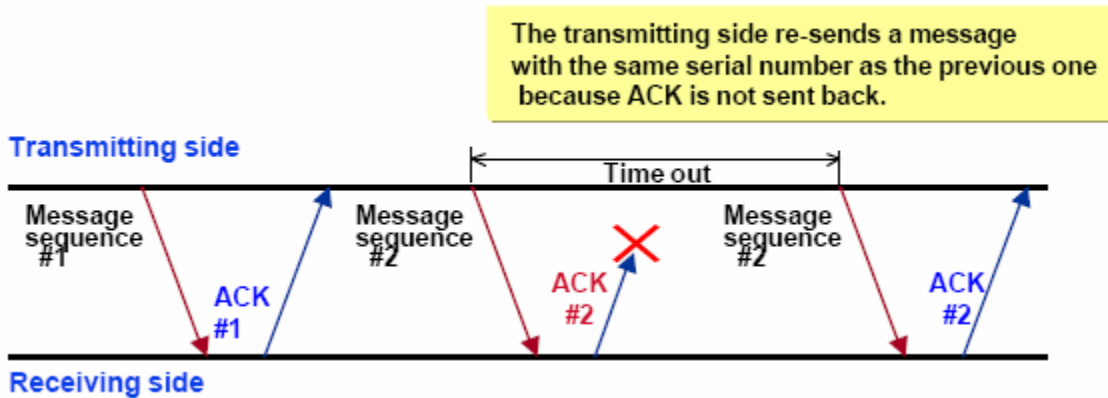 The transmitting side re-sends a message
with the same serial number as the previous one
because ACK is not sent back.
Transmitting side
Time out
Message
sequence
#1
ACK
#1
Message
sequence
#2
ACK
#2
Message
sequence
#2
ACK
#2
Receiving side